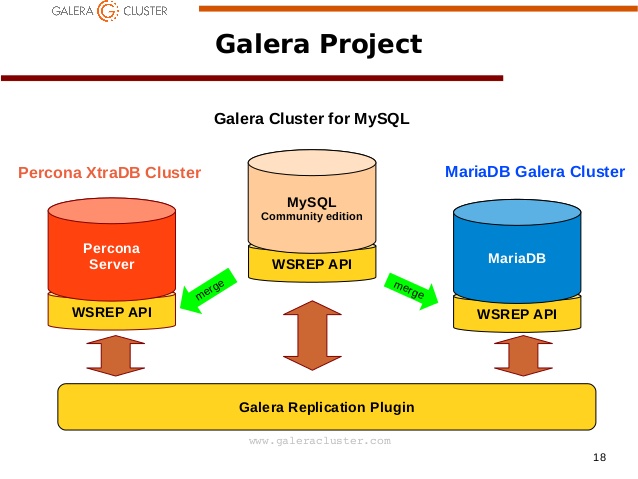 GALERA CLUSTER
Galera Project
Galera Cluster for MySQL
Percona XtraDB Cluster
MariaDB Galera Cluster
MySQL
Community edition
WSREP API
Percona
Server
WSREP API
MariaDB
WSREP API
merge
merge
Galera Replication Plugin
www.galeracluster.com
18